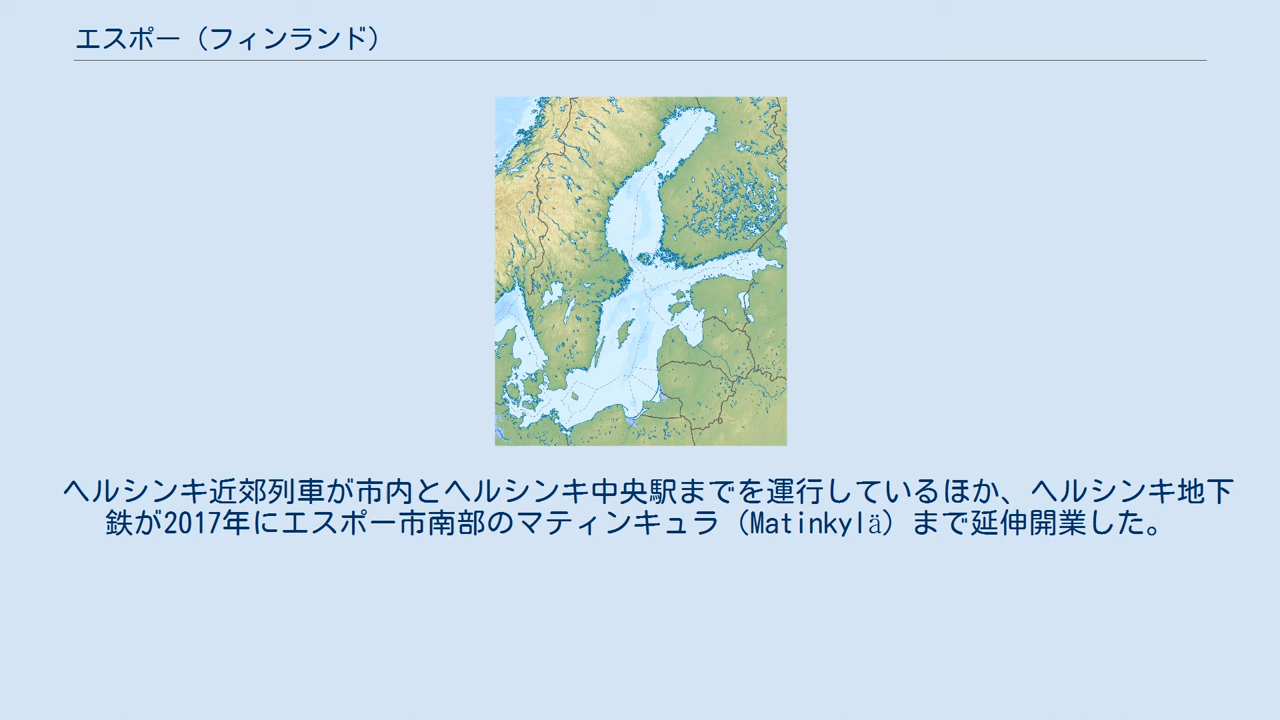 エスポー（フィンランド）
ヘルシンキ近郊列車が市内とヘルシンキ中央駅までを運行しているほか、ヘルシンキ地下
鉄が2017年にエスポー市南部のマティンキュラ（Matinkylä）まで延伸開業した。